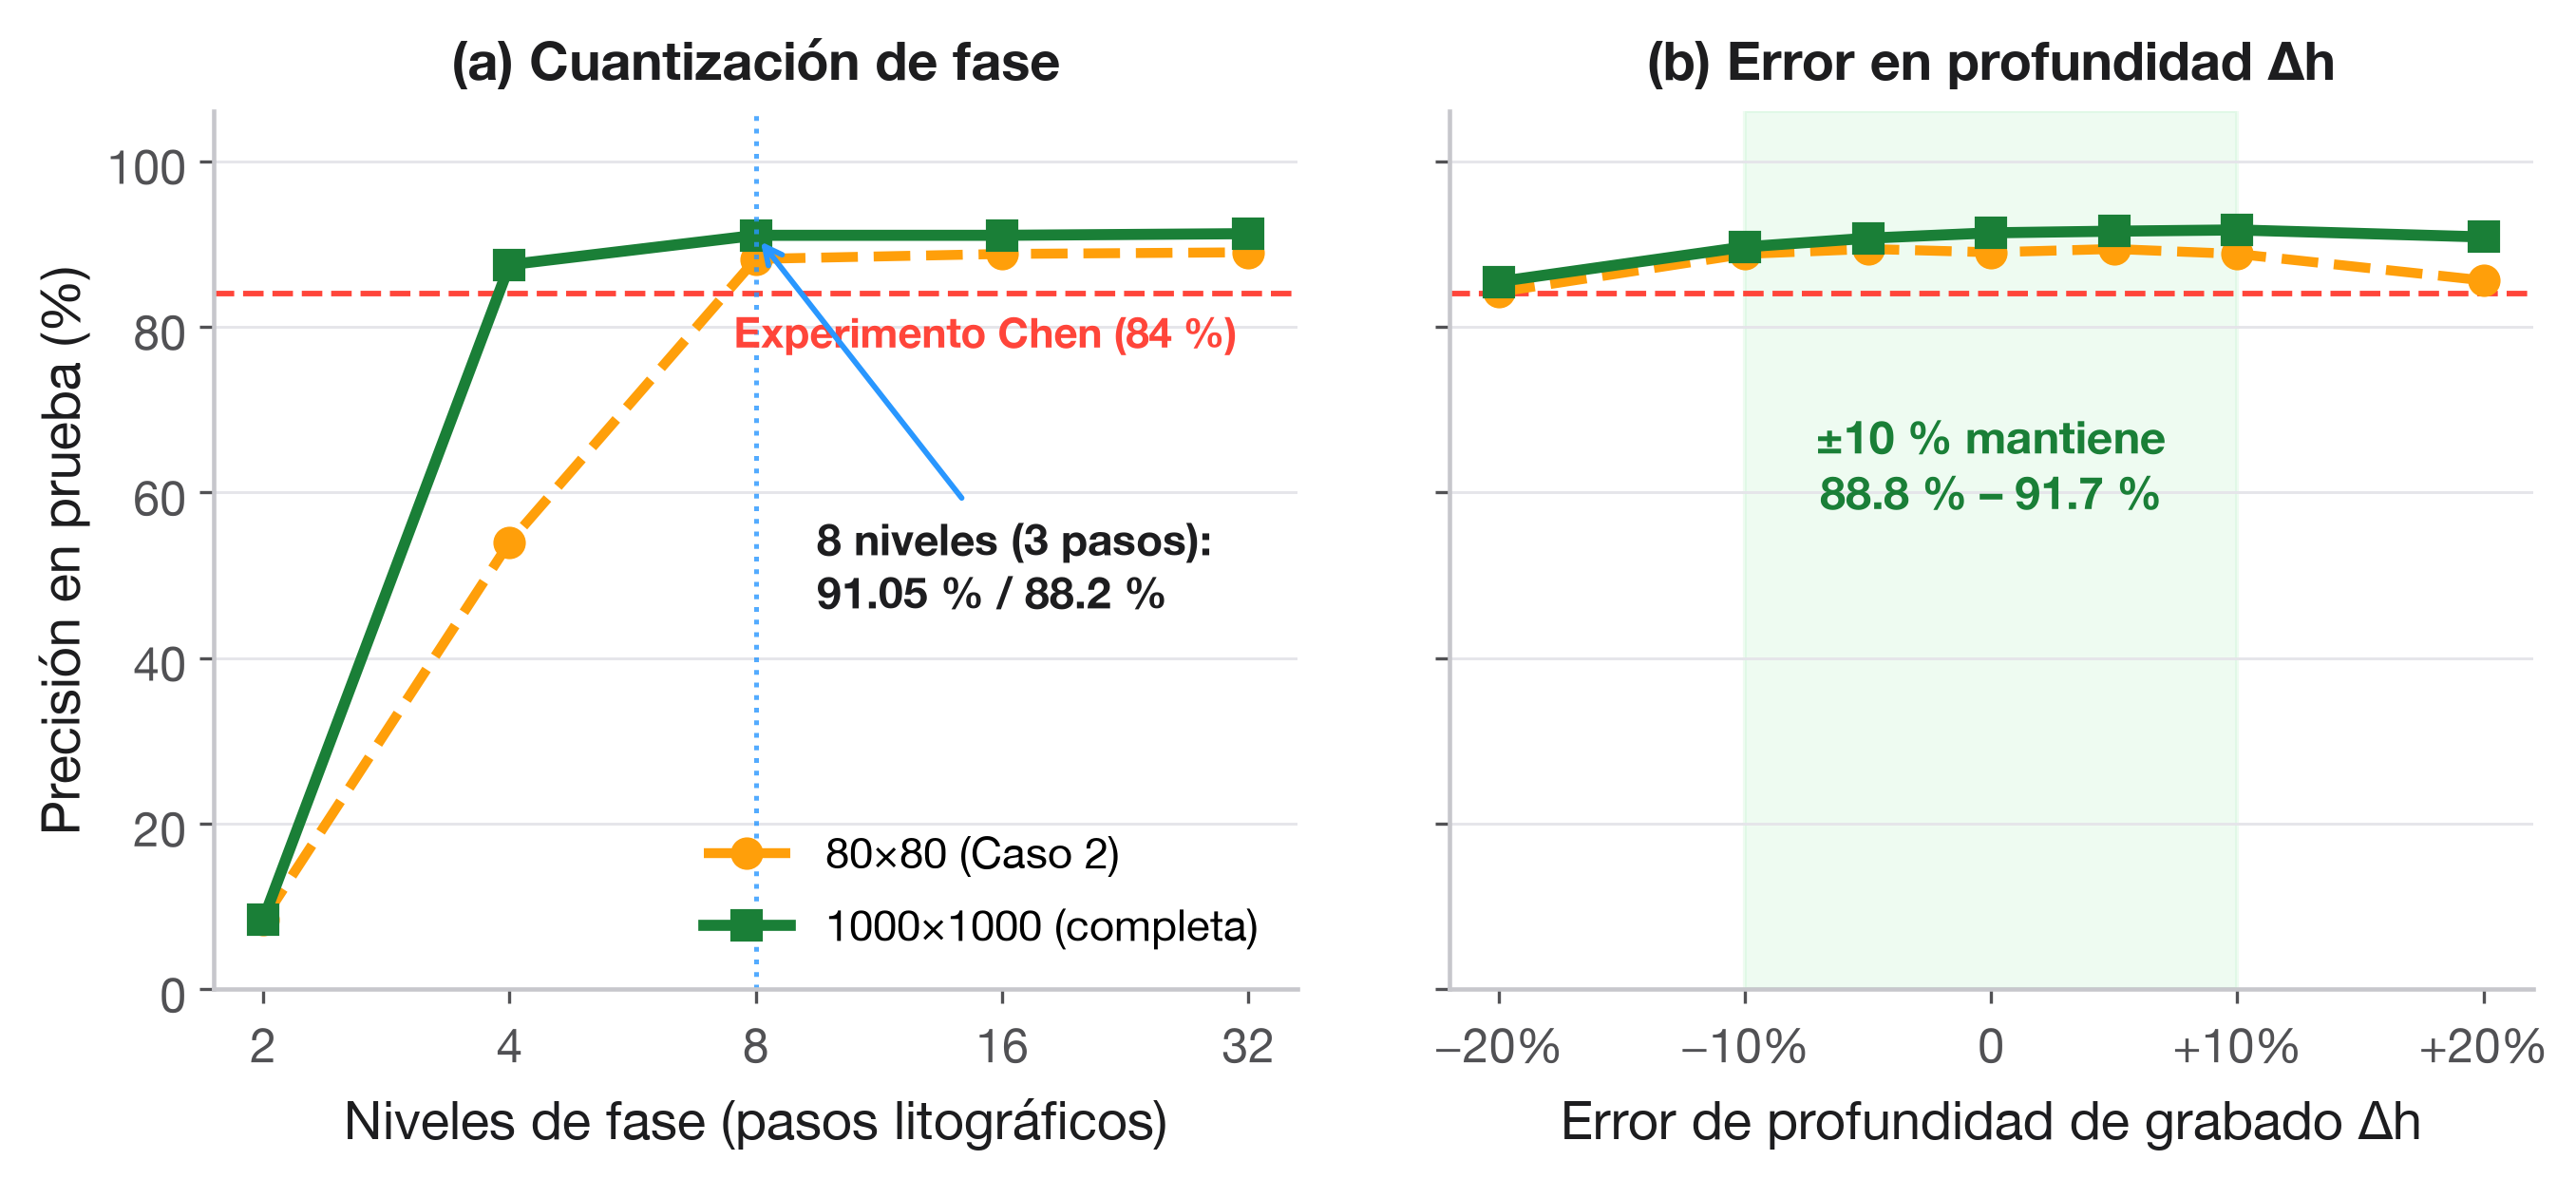 (a) Cuantización de fase
Precisión en prueba (%)
100
80
60
40
20
0
Experimento Chen (84 %)
8 niveles (3 pasos):
91.05 % / 88.2 %
80×80 (Caso 2)
1000×1000 (completa)
2
4
8
16
32
Niveles de fase (pasos litográficos)
(b) Error en profundidad Δh
±10 % mantiene
88.8 % – 91.7 %
−20%
−10%
0
+10%
+20%
Error de profundidad de grabado Δh